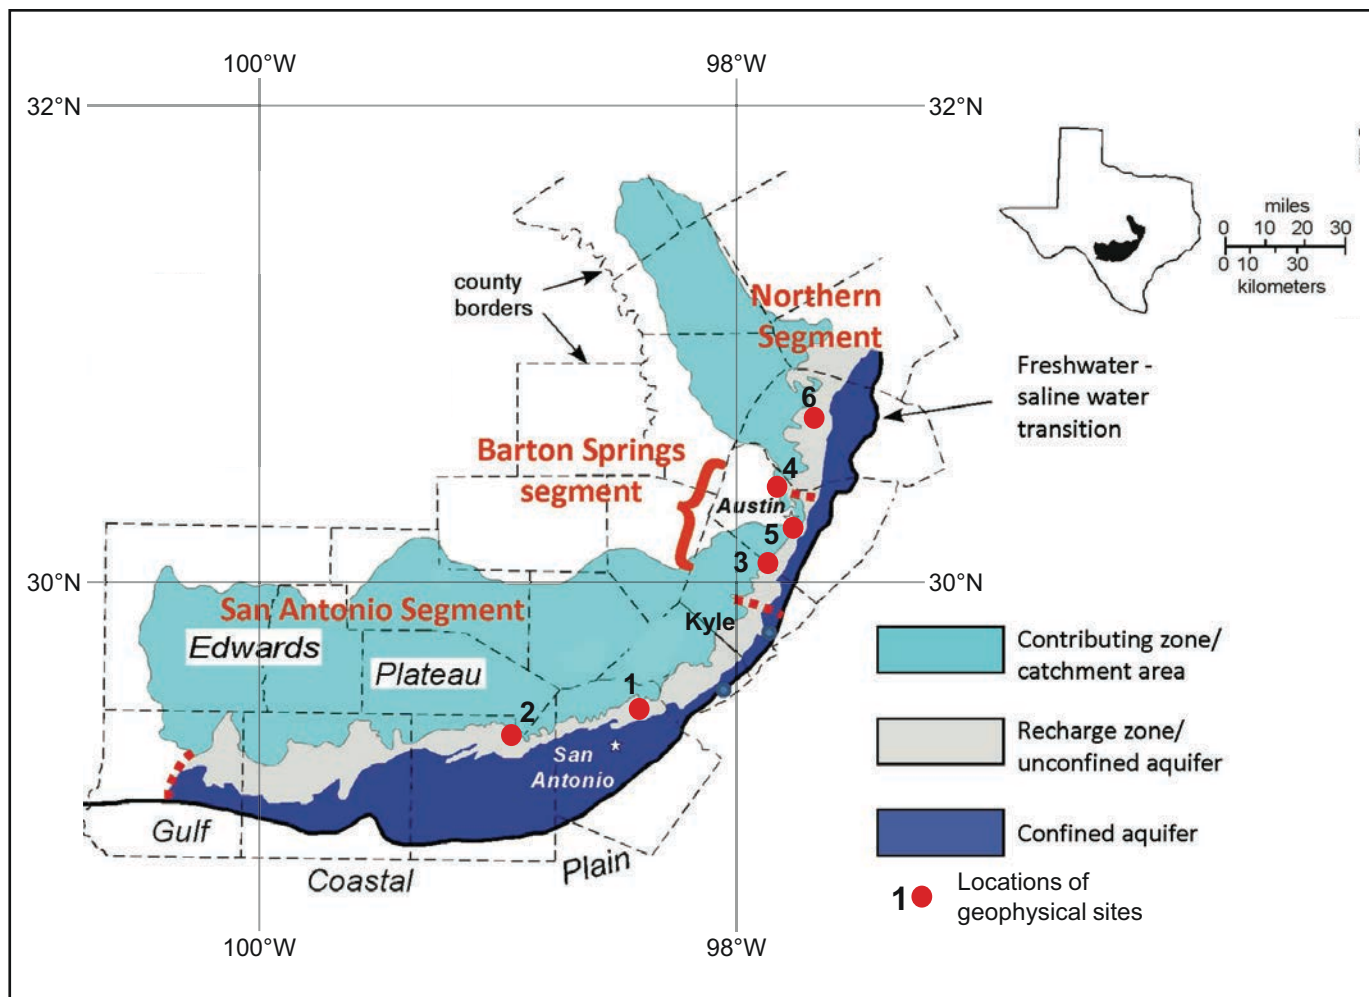 100°W
98°W
32°N
32°N
miles
0 10 20 30
0 10 30
kilometers
county
borders
Northern
Segment
Freshwater -
saline water
transition
6
Barton Springs
segment
4
Austin
5
3
30°N
30°N
San Antonio Segment
Edwards
Plateau
Kyle
1
2
San
Antonio
Gulf
Coastal
Plain
Contributing zone/
catchment area
Recharge zone/
unconfined aquifer
Confined aquifer
1
Locations of
geophysical sites
100°W
98°W